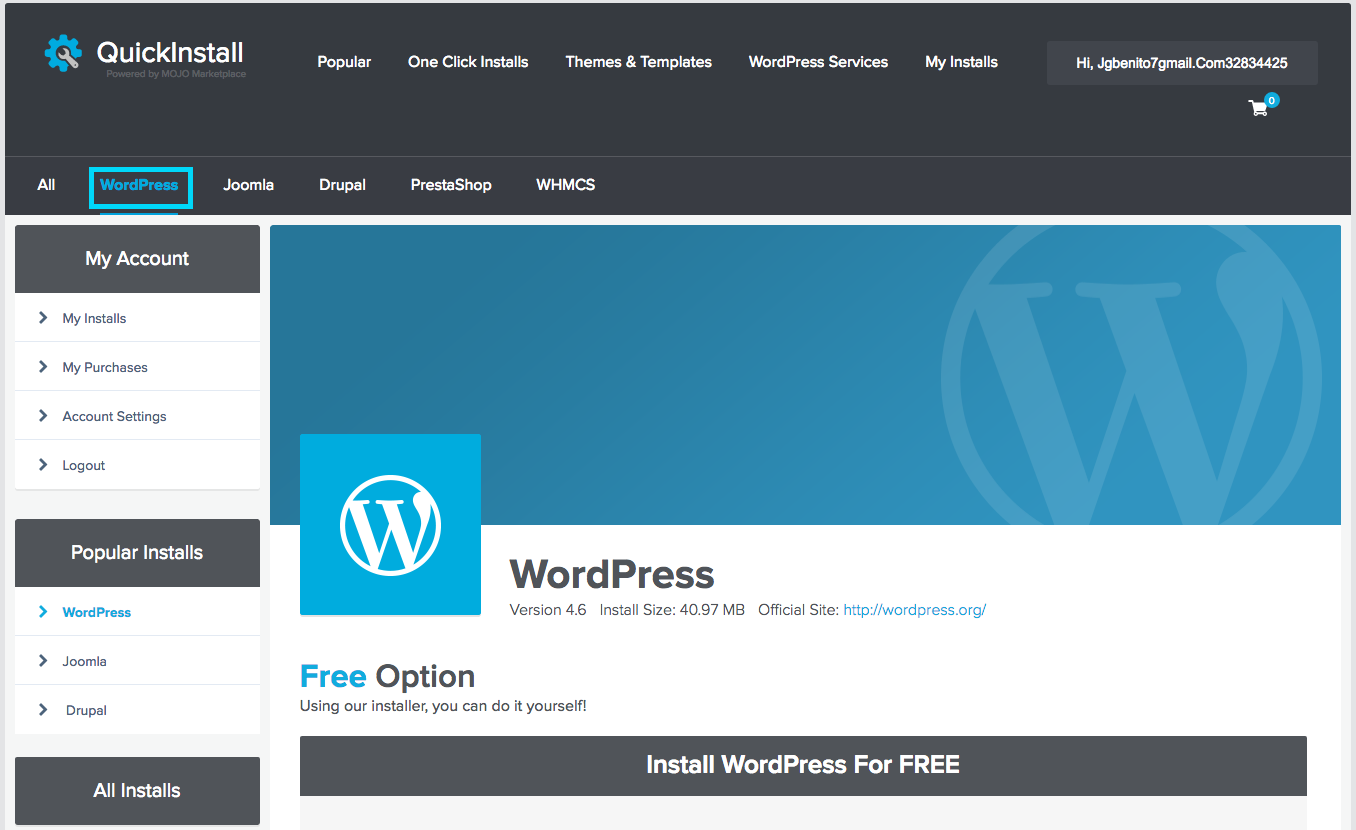 QuickInstall
Powered by MOJO Marketplace
Popular
One Click Installs
Themes & Templates
WordPress Services
My Installs
Hi, Jgbenito7gmail.Com32834425
0
All
WordPress
Joomla
Drupal
PrestaShop
WHMCS
My Account
My Installs
My Purchases
Account Settings
Logout
Popular Installs
WordPress
Joomla
Drupal
All Installs
WordPress
Version 4.6 Install Size: 40.97 MB Official Site: http://wordpress.org/
Free Option
Using our installer, you can do it yourself!
Install WordPress For FREE